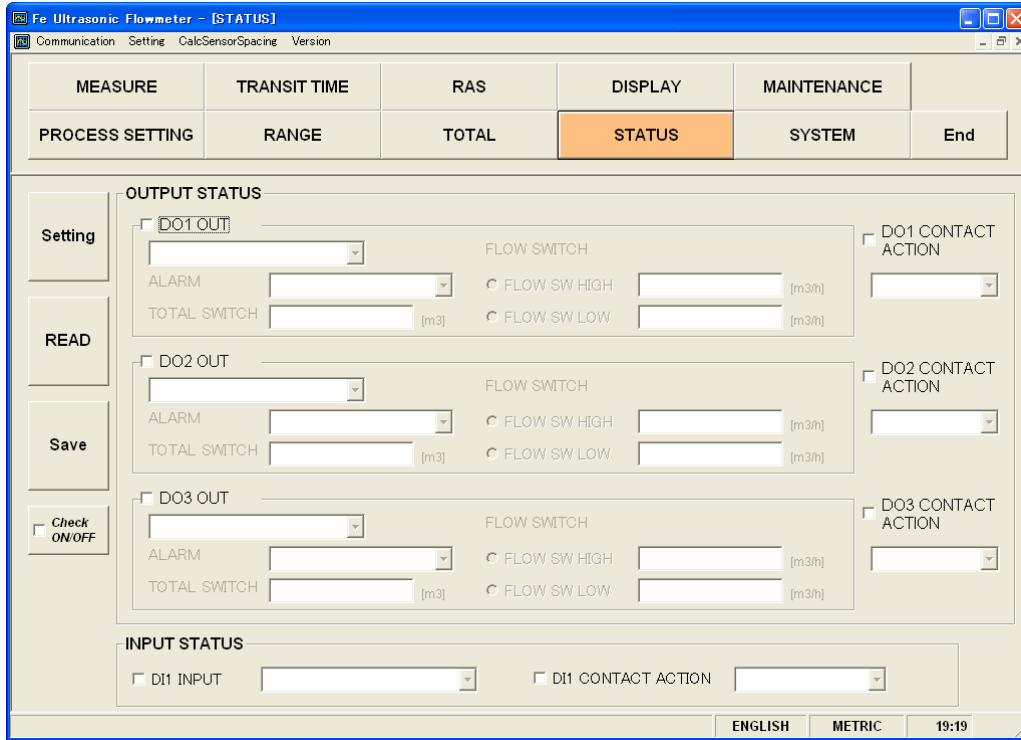 Fe Ultrasonic Flowmeter - [STATUS]
Communication Setting CalcSensorSpacing Version
MEASURE TRANSIT TIME RAS DISPLAY MAINTENANCE
PROCESS SETTING RANGE TOTAL STATUS SYSTEM End
Setting
READ
Save
Check
ON/OFF
OUTPUT STATUS
DO1 OUT
FLOW SWITCH
ALARM
FLOW SW HIGH [m3/h]
TOTAL SWITCH [m3]
FLOW SW LOW [m3/h]
DO1 CONTACT
ACTION
DO2 OUT
FLOW SWITCH
ALARM
FLOW SW HIGH [m3/h]
TOTAL SWITCH [m3]
FLOW SW LOW [m3/h]
DO2 CONTACT
ACTION
DO3 OUT
FLOW SWITCH
ALARM
FLOW SW HIGH [m3/h]
TOTAL SWITCH [m3]
FLOW SW LOW [m3/h]
DO3 CONTACT
ACTION
INPUT STATUS
DI1 INPUT DI1 CONTACT ACTION
ENGLISH METRIC 19:19